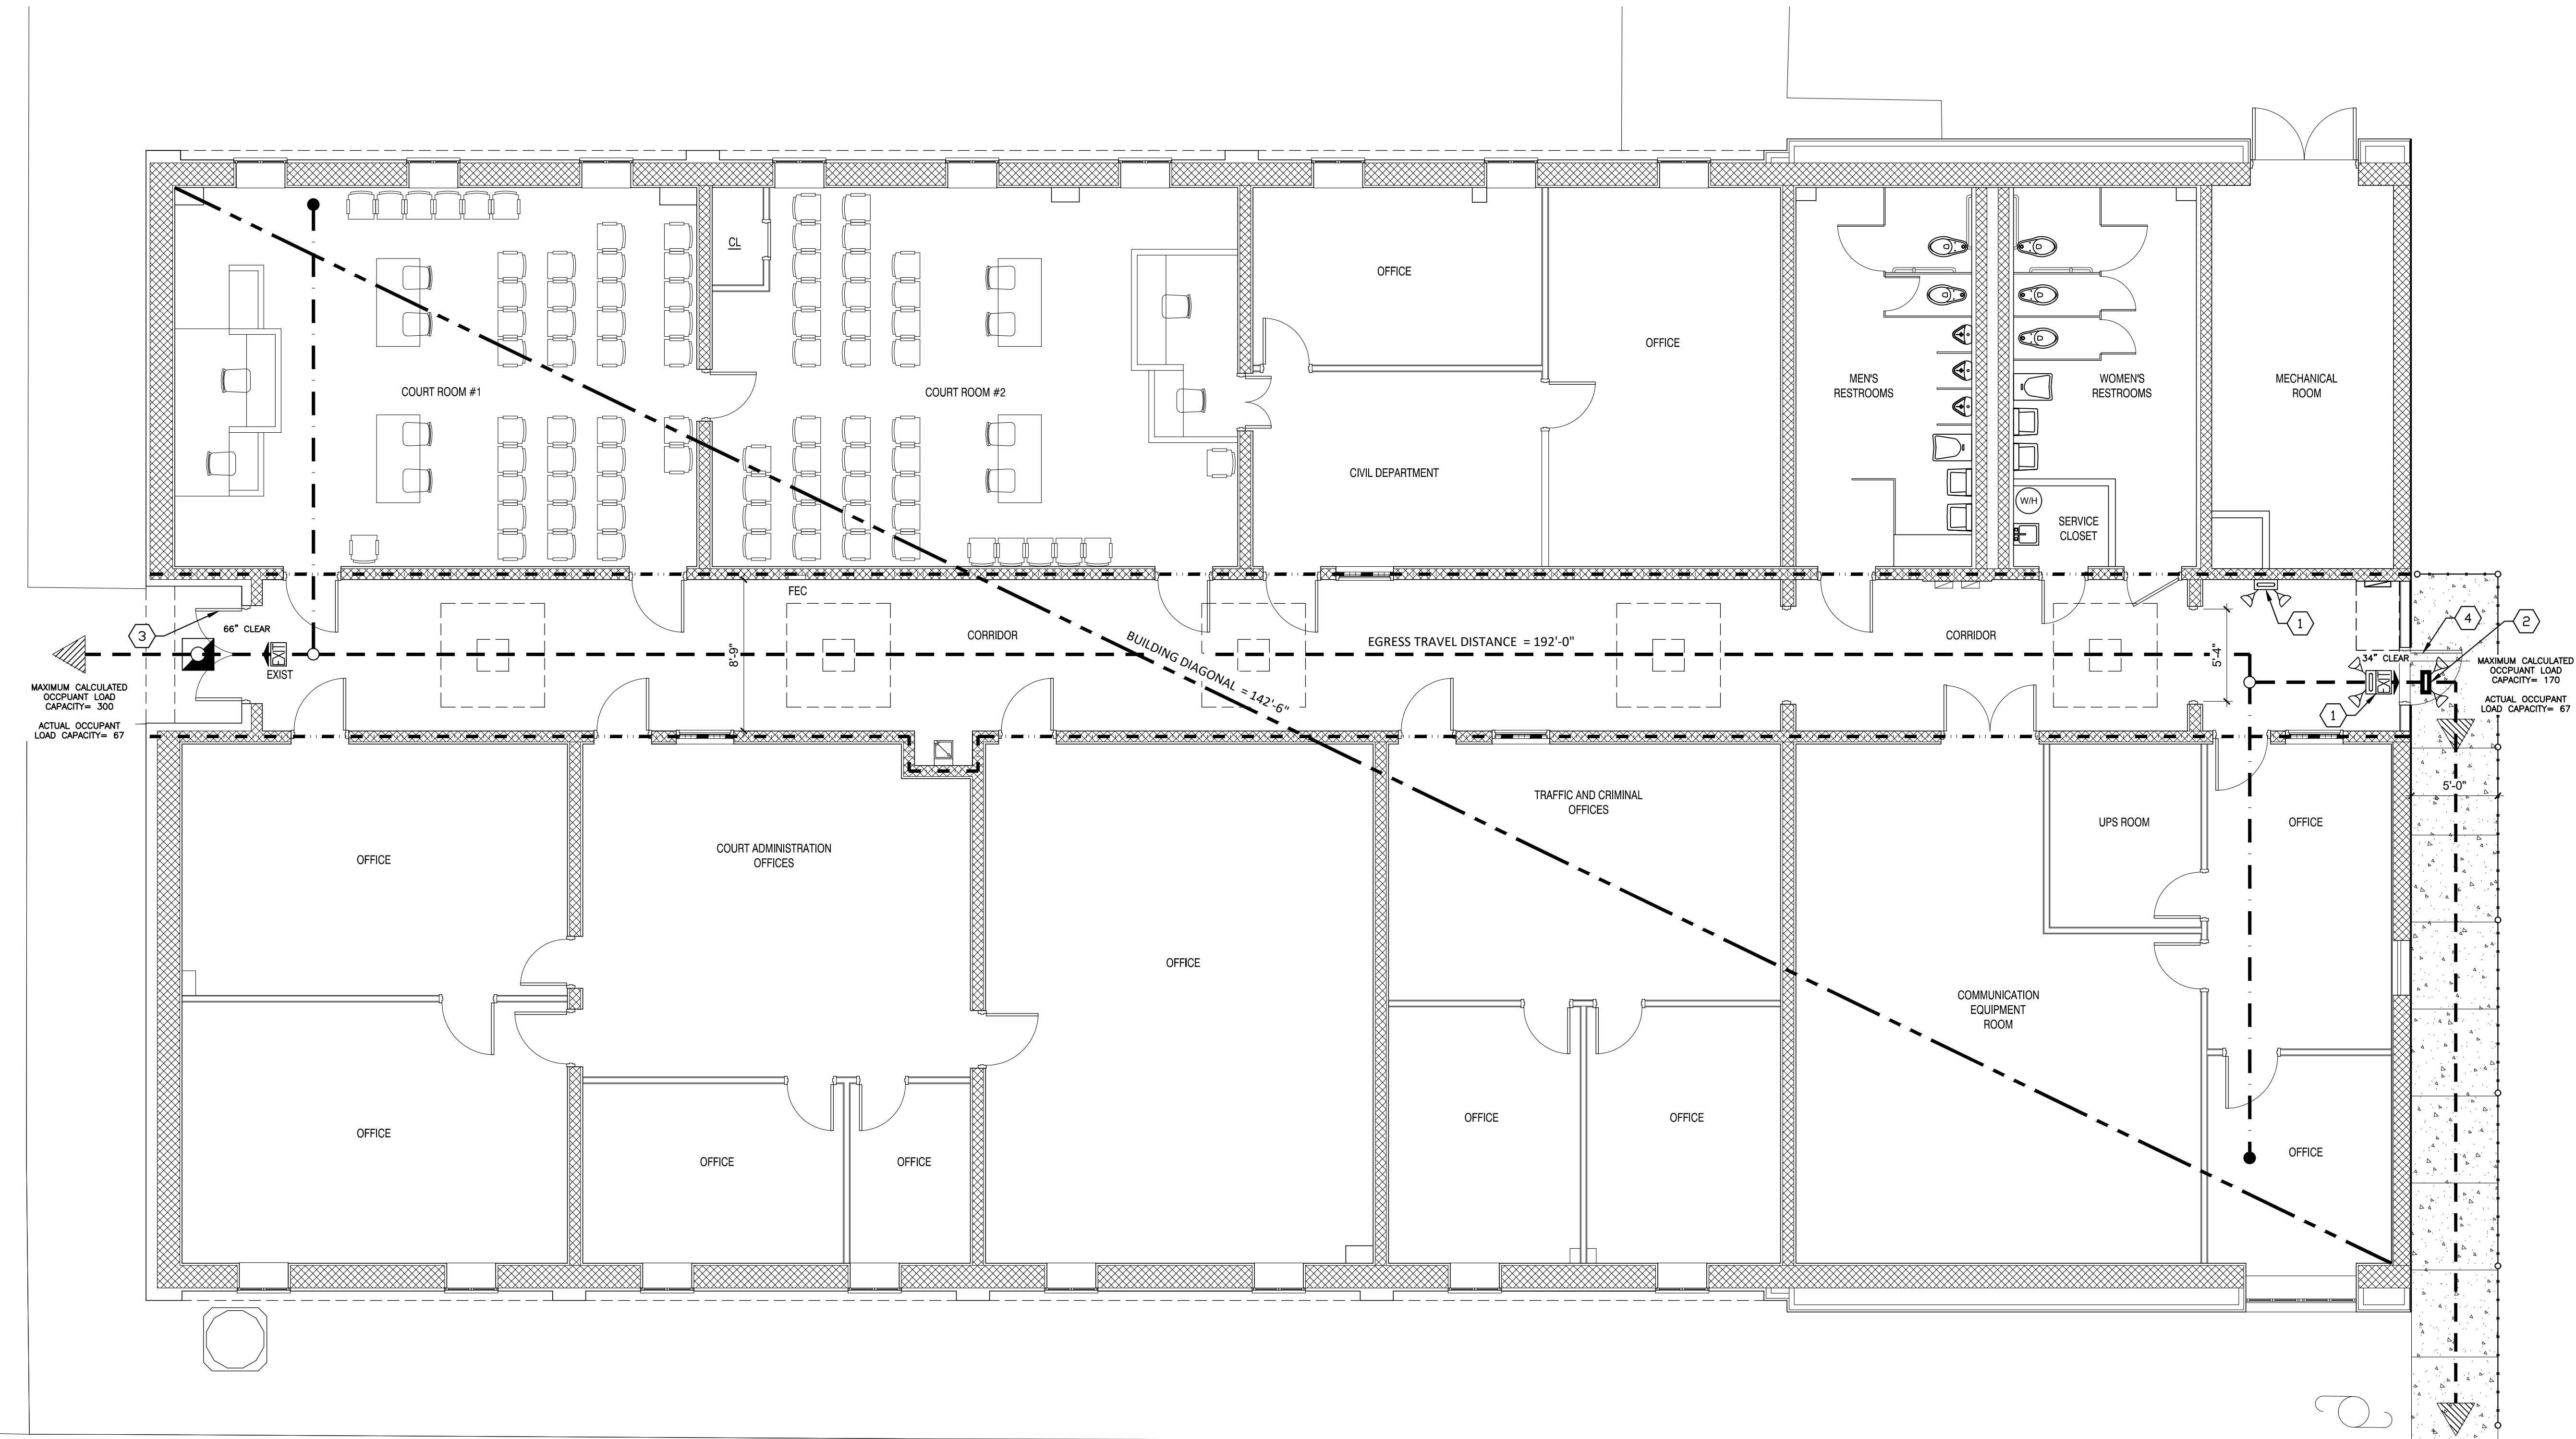 CL
OFFICE
OFFICE
COURT ROOM #1
COURT ROOM #2
MEN'S
RESTROOMS
WOMEN'S
RESTROOMS
MECHANICAL
ROOM
CIVIL DEPARTMENT
W/H
SERVICE
CLOSET
FEC
3
66" CLEAR
EXIT
EXIST
CORRIDOR
8'-9"
BUILDING DIAGONAL = 142'-6"
EGRESS TRAVEL DISTANCE = 192'-0"
CORRIDOR
5'-4"
1
4
2
34" CLEAR
EXIT
1
MAXIMUM CALCULATED
OCCPUANT LOAD
CAPACITY= 300
ACTUAL OCCUPANT
LOAD CAPACITY= 67
MAXIMUM CALCULATED
OCCPUANT LOAD
CAPACITY= 170
ACTUAL OCCUPANT
LOAD CAPACITY= 67
5'-0"
OFFICE
COURT ADMINISTRATION
OFFICES
TRAFFIC AND CRIMINAL
OFFICES
UPS ROOM
OFFICE
OFFICE
COMMUNICATION
EQUIPMENT
ROOM
OFFICE
OFFICE
OFFICE
OFFICE
OFFICE
OFFICE